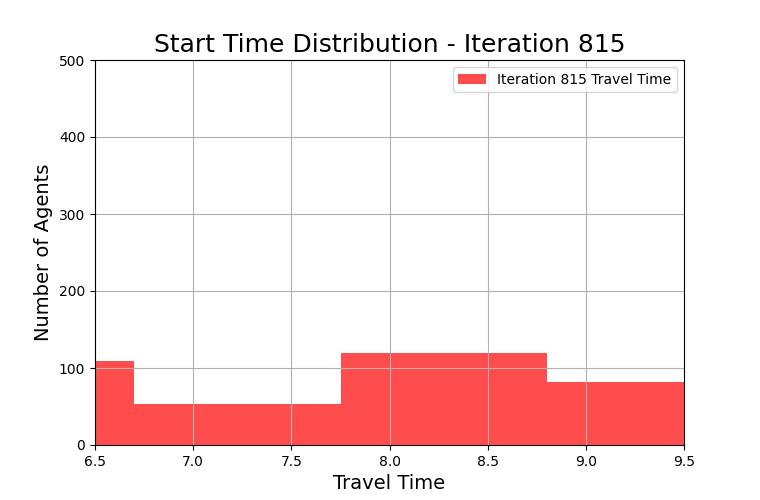 Start Time Distribution - Iteration 815
Iteration 815 Travel Time
500
400
300
200
100
0
Number of Agents
6.5 7.0 7.5 8.0 8.5 9.0 9.5
Travel Time